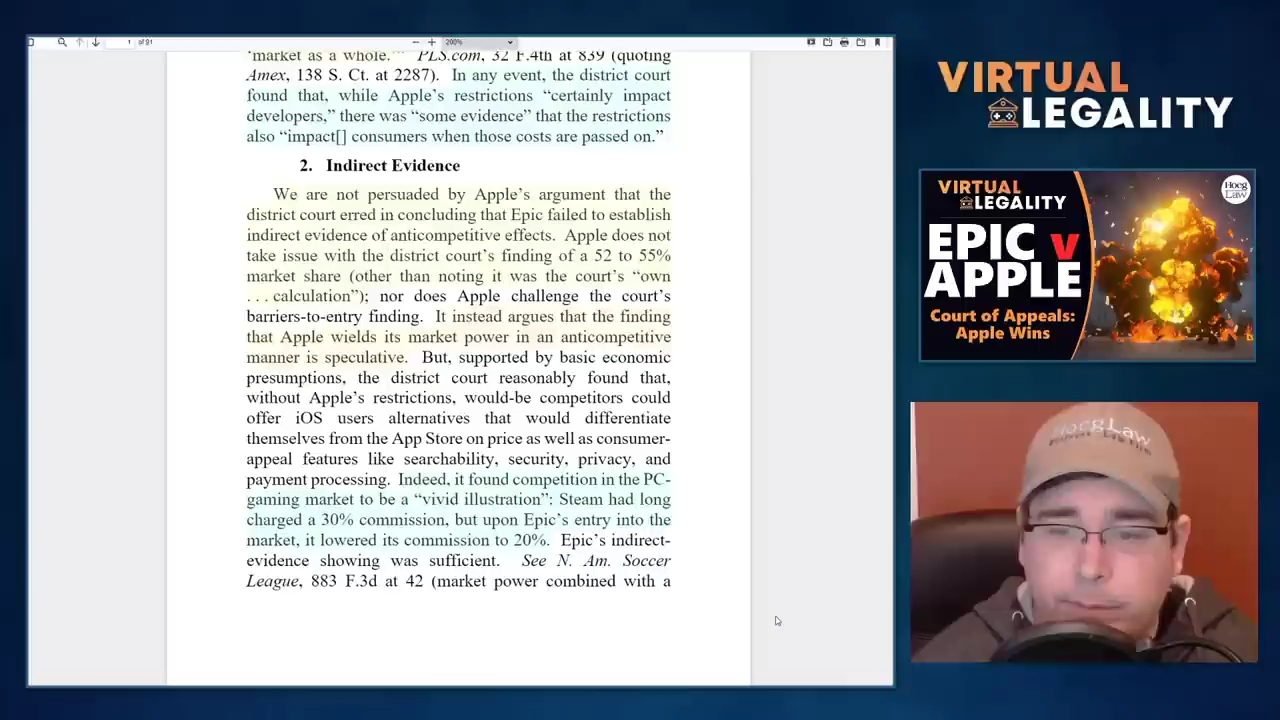 1 of 91
200%
"market as a whole.'" PLS.com, 32 F.4th at 839 (quoting
Amex, 138 S. Ct. at 2287). In any event, the district court
found that, while Apple's restrictions "certainly impact
developers," there was "some evidence" that the restrictions
also "impact[] consumers when those costs are passed on."
2. Indirect Evidence
We are not persuaded by Apple's argument that the
district court erred in concluding that Epic failed to establish
indirect evidence of anticompetitive effects. Apple does not
take issue with the district court's finding of a 52 to 55%
market share (other than noting it was the court's "own
. . . calculation"); nor does Apple challenge the court's
barriers-to-entry finding. It instead argues that the finding
that Apple wields its market power in an anticompetitive
manner is speculative. But, supported by basic economic
presumptions, the district court reasonably found that,
without Apple's restrictions, would-be competitors could
offer iOS users alternatives that would differentiate
themselves from the App Store on price as well as consumer-
appeal features like searchability, security, privacy, and
payment processing. Indeed, it found competition in the PC-
gaming market to be a "vivid illustration": Steam had long
charged a 30% commission, but upon Epic's entry into the
market, it lowered its commission to 20%. Epic's indirect-
evidence showing was sufficient. See N. Am. Soccer
League, 883 F.3d at 42 (market power combined with a
VIRTUAL
LEGALITY
VIRTUAL
LEGALITY
Hoeg
Law
EPIC v
APPLE
Court of Appeals:
Apple Wins
Hoeg Law